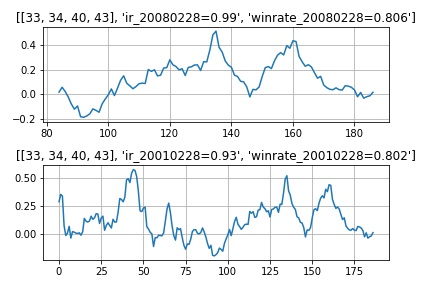 [[33, 34, 40, 43], 'ir_20080228=0.99', 'winrate_20080228=0.806']
0.4
0.2
0.0
−0.2
80 100 120 140 160 180
[[33, 34, 40, 43], 'ir_20010228=0.93', 'winrate_20010228=0.802']
0.50
0.25
0.00
0 25 50 75 100 125 150 175